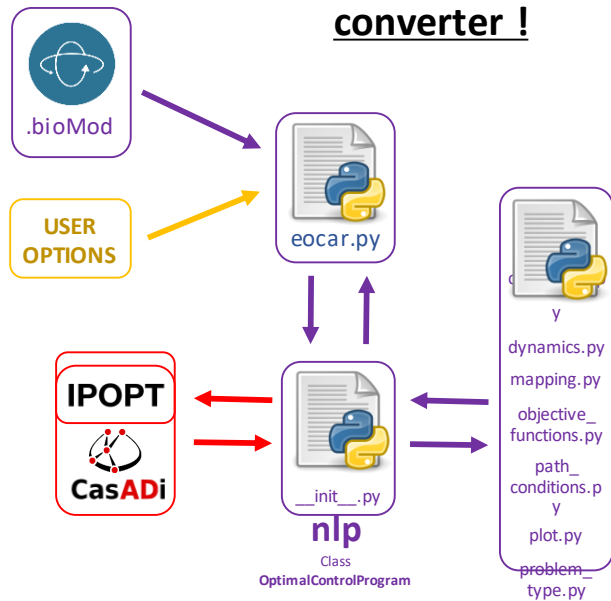 converter !
.bioMod
USER
OPTIONS
eocar.py
IPOPT
CasADi
__init__.py
nlp
Class
OptimalControlProgram
y
dynamics.py
mapping.py
objective_
functions.py
path_
conditions.p
y
plot.py
problem_
type.py